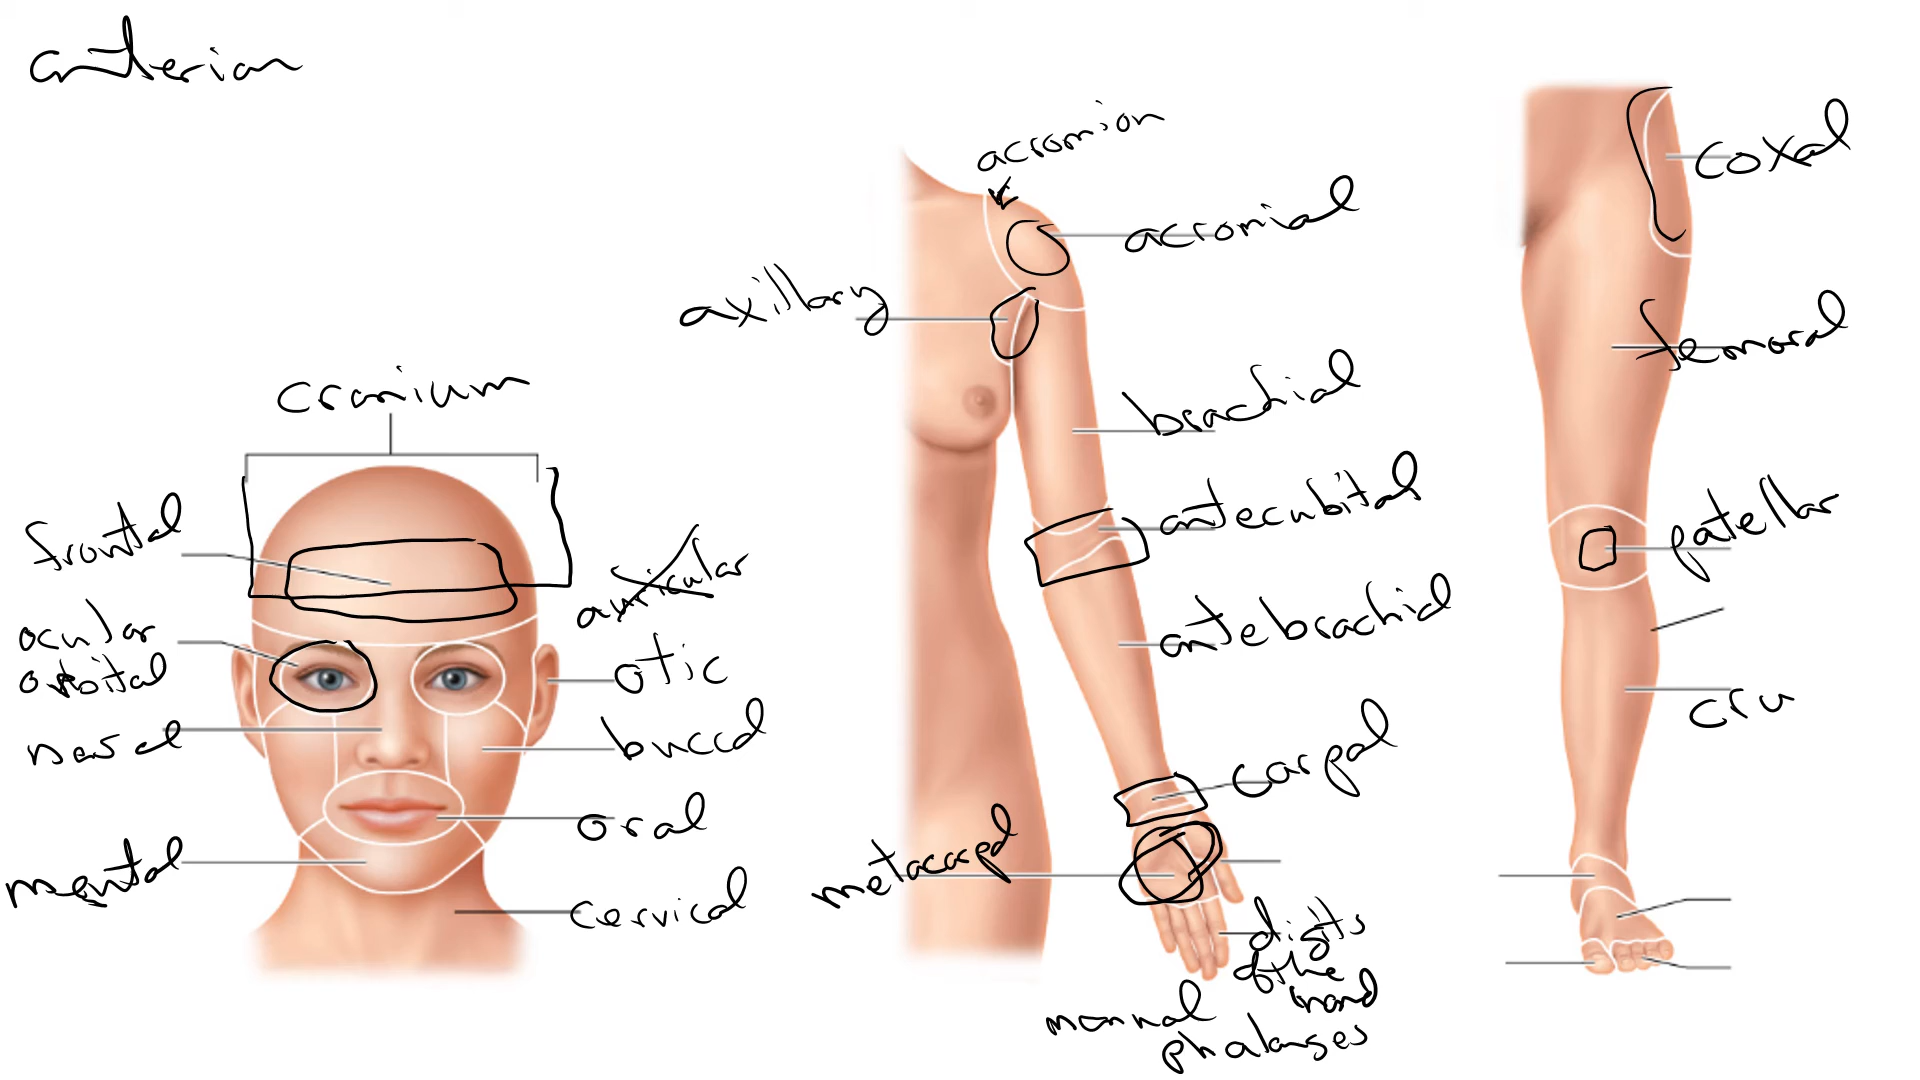 anterian
cranium
frontal
ocular
orbital
nasal
mental
auricular
otic
buccal
oral
cervical
acromion
acromial
axillary
brachial
antecubital
antebrachial
carpal
metacarpal
digits
of the
hand
manual
phalanges
coxal
femoral
patellar
cru